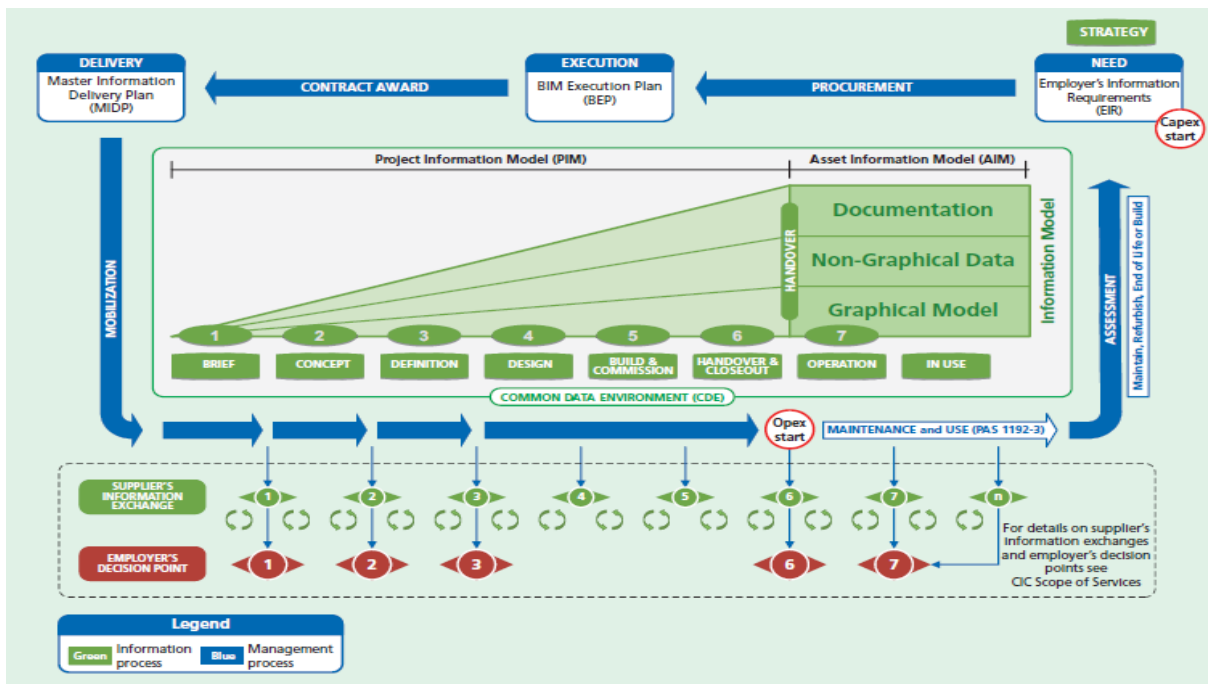 STRATEGY
DELIVERY
Master Information
Delivery Plan
(MIDP)
CONTRACT AWARD
EXECUTION
BIM Execution Plan
(BEP)
PROCUREMENT
NEED
Employer's Information
Requirements
(EIR)
Capex
start
Project Information Model (PIM)
Asset Information Model (AIM)
MOBILIZATION
HANDOVER
Documentation
Non-Graphical Data
Graphical Model
Information Model
ASSESSMENT
Maintain, Refurbish, End of Life or Build
1
2
3
4
5
6
7
BRIEF
CONCEPT
DEFINITION
DESIGN
BUILD &
COMMISSION
HANDOVER &
CLOSEOUT
OPERATION
IN USE
COMMON DATA ENVIRONMENT (CDE)
Opex
start
MAINTENANCE and USE (PAS 1192-3)
SUPPLIER'S
INFORMATION
EXCHANGE
1
2
3
4
5
6
7
n
For details on supplier's
information exchanges
and employer's decision
points see
CIC Scope of Services
EMPLOYER'S
DECISION POINT
1
2
3
6
7
Legend
Green
Information
process
Blue
Management
process